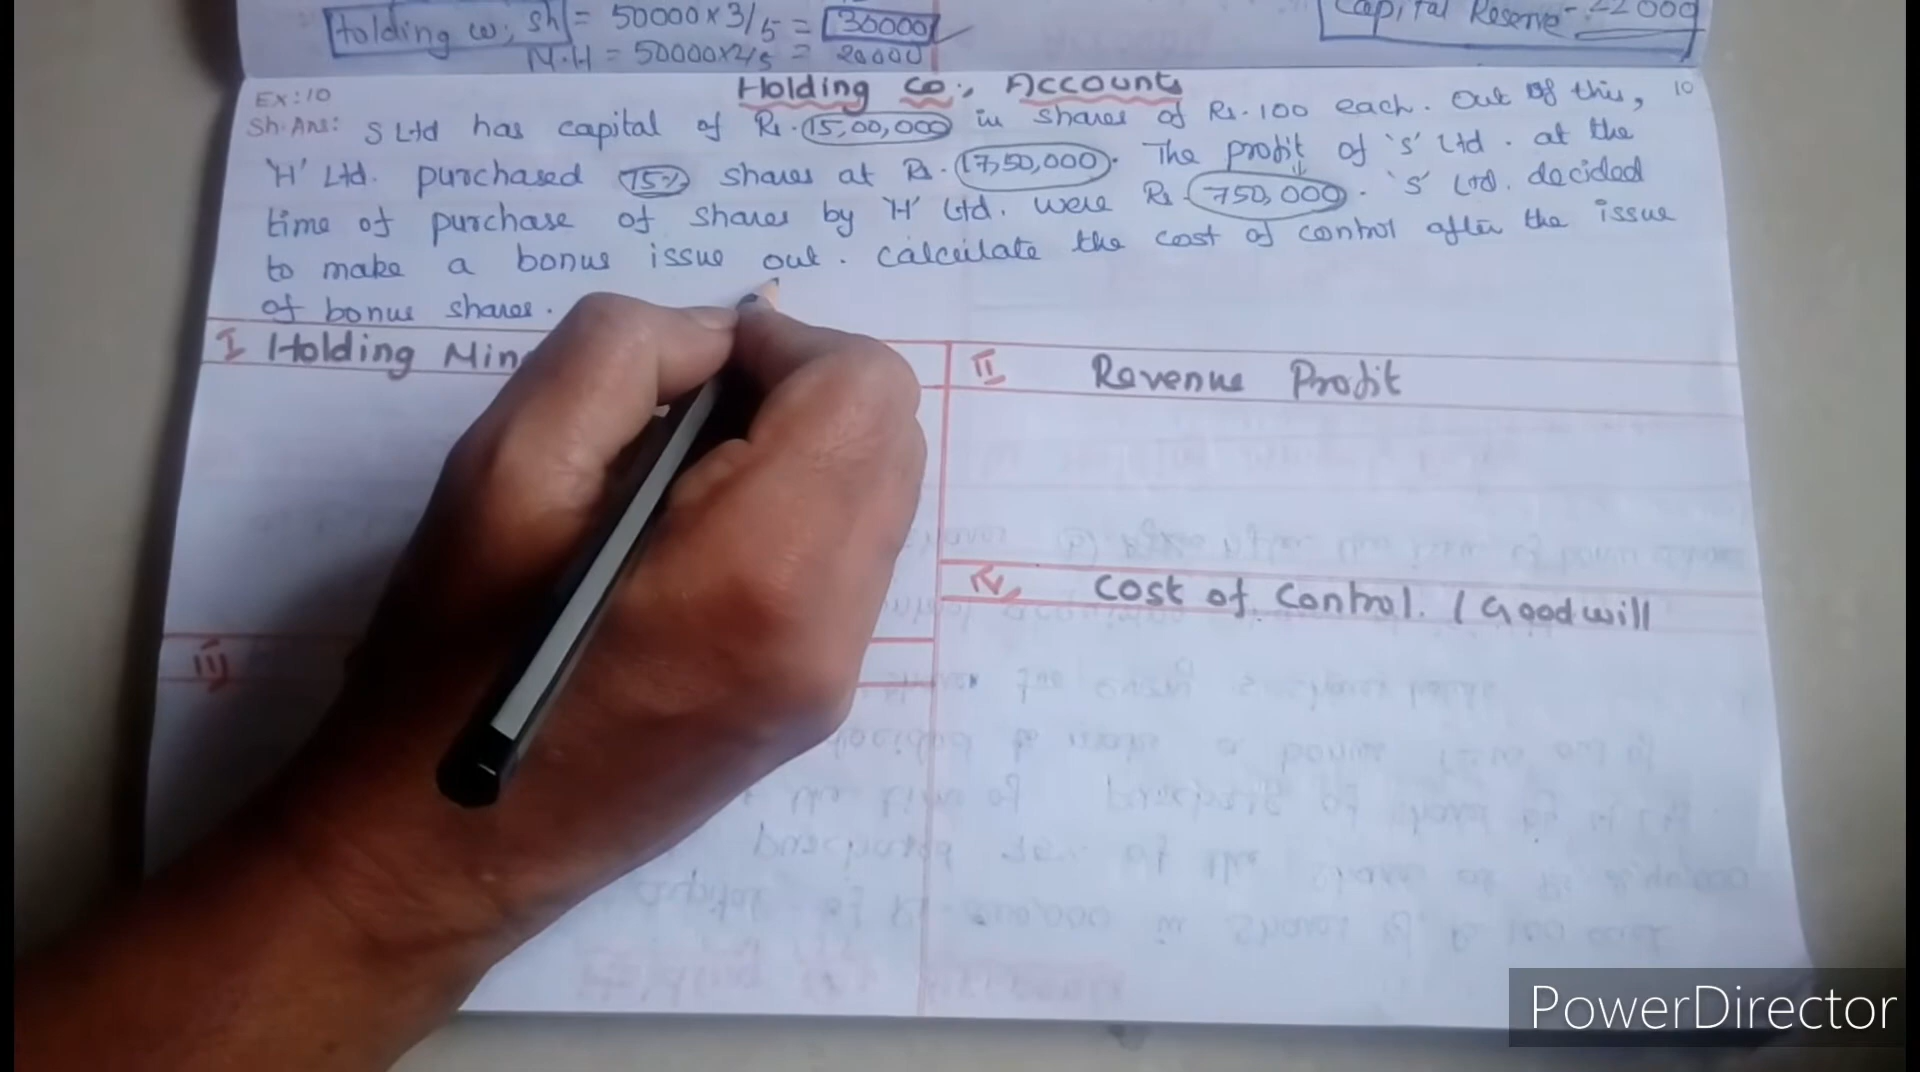 Holding co; Sh = 50000 x 3/5 = 30000
M.H = 50000x2/5 = 20000
Capital Reserve - 22000
Holding co:, Accounts
Ex:10
10
Sh.Ans: S Ltd has capital of Rs. 15,00,000 in shares of Rs. 100 each. Out of this,
'H' Ltd. purchased 75% shares at Rs. 17,50,000. The profit of 's' Ltd. at the
time of purchase of shares by 'H' Ltd. were Rs. 750,000. 's' Ltd. decided
to make a bonus issue out. calculate the cost of control after the issue
of bonus shares.
I Holding
II Revenue Profit
III
IV Cost of Control. / Goodwill
PowerDirector